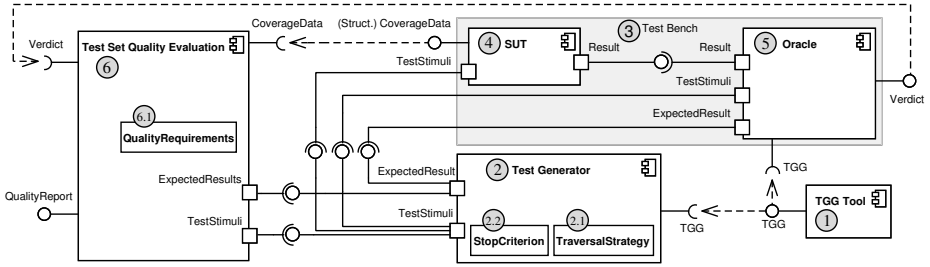 CoverageData
(Struct.) CoverageData
3 Test Bench
Verdict
Test Set Quality Evaluation
6
4 SUT
Result
Result
5 Oracle
TestStimuli
TestStimuli
Verdict
6.1
QualityRequirements
ExpectedResult
ExpectedResult
2 Test Generator
TGG
ExpectedResults
QualityReport
TestStimuli
TestStimuli
2.2
StopCriterion
2.1
TraversalStrategy
TGG
TGG
TGG Tool
1